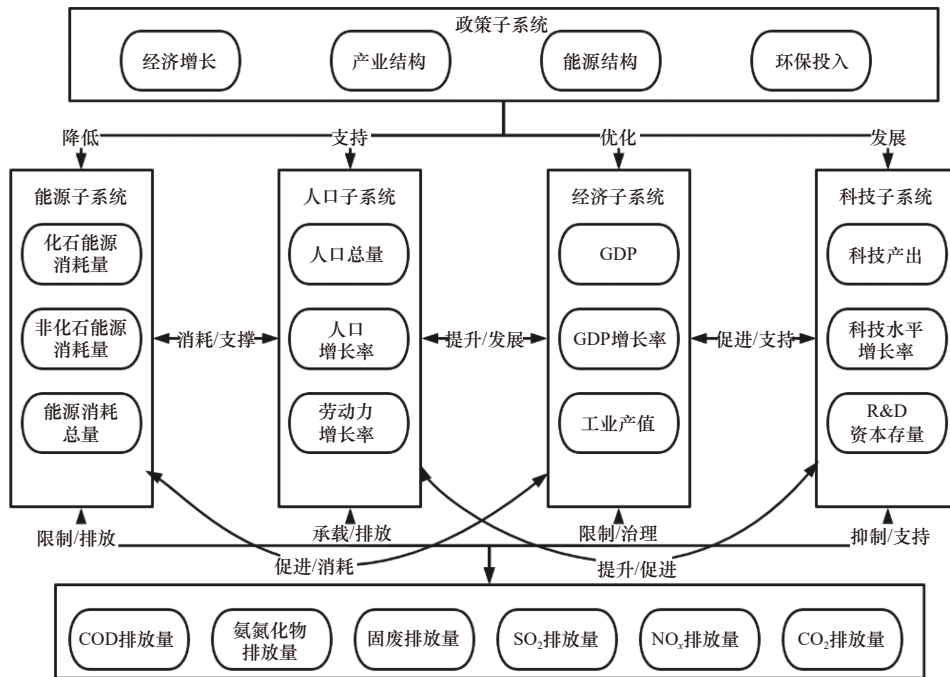 政策子系统
经济增长
产业结构
能源结构
环保投入
降低
支持
优化
发展
能源子系统
化石能源
消耗量
非化石能源
消耗量
能源消耗
总量
消耗/支撑
人口子系统
人口总量
人口
增长率
劳动力
增长率
提升/发展
经济子系统
GDP
GDP增长率
工业产值
促进/支持
科技子系统
科技产出
科技水平
增长率
R&D
资本存量
限制/排放
承载/排放
限制/治理
抑制/支持
促进/消耗
提升/促进
COD排放量
氨氮化物
排放量
固废排放量
SO₂排放量
NOₓ排放量
CO₂排放量